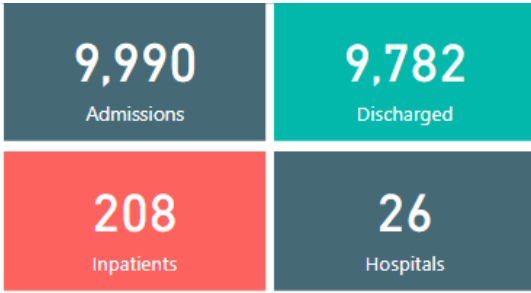 9,990
Admissions
9,782
Discharged
208
Inpatients
26
Hospitals